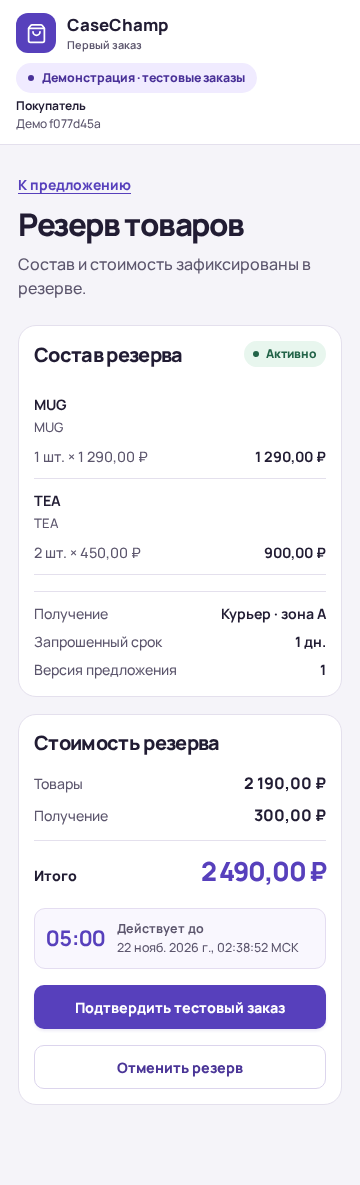 CaseChamp
Первый заказ
Демонстрация · тестовые заказы
Покупатель
Демо f077d45a
К предложению
Резерв товаров
Состав и стоимость зафиксированы в
резерве.
Состав резерва
Активно
MUG
MUG
1 шт. × 1 290,00 ₽ 1 290,00 ₽
TEA
TEA
2 шт. × 450,00 ₽ 900,00 ₽
Получение Курьер · зона A
Запрошенный срок 1 дн.
Версия предложения 1
Стоимость резерва
Товары 2 190,00 ₽
Получение 300,00 ₽
Итого 2 490,00 ₽
05:00
Действует до
22 нояб. 2026 г., 02:38:52 МСК
Подтвердить тестовый заказ
Отменить резерв